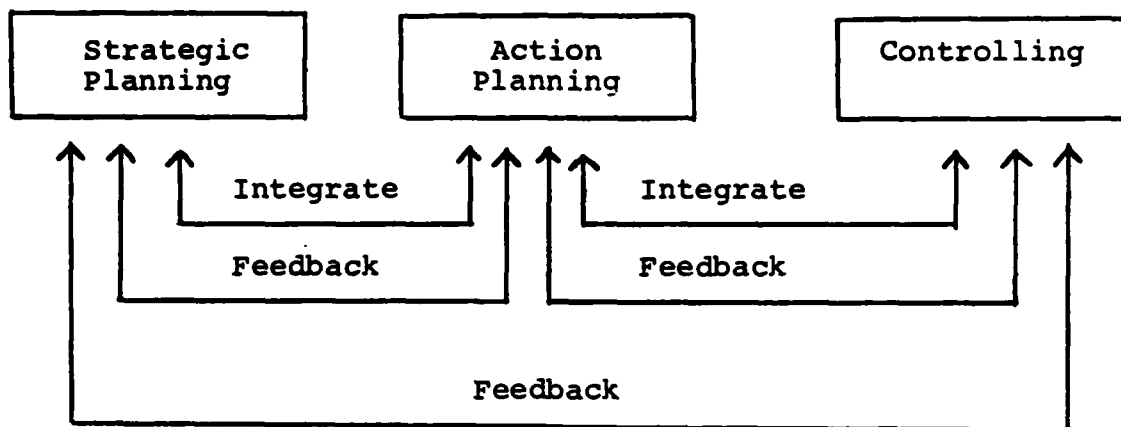 Strategic
Planning
Action
Planning
Controlling
Integrate
Integrate
Feedback
Feedback
Feedback